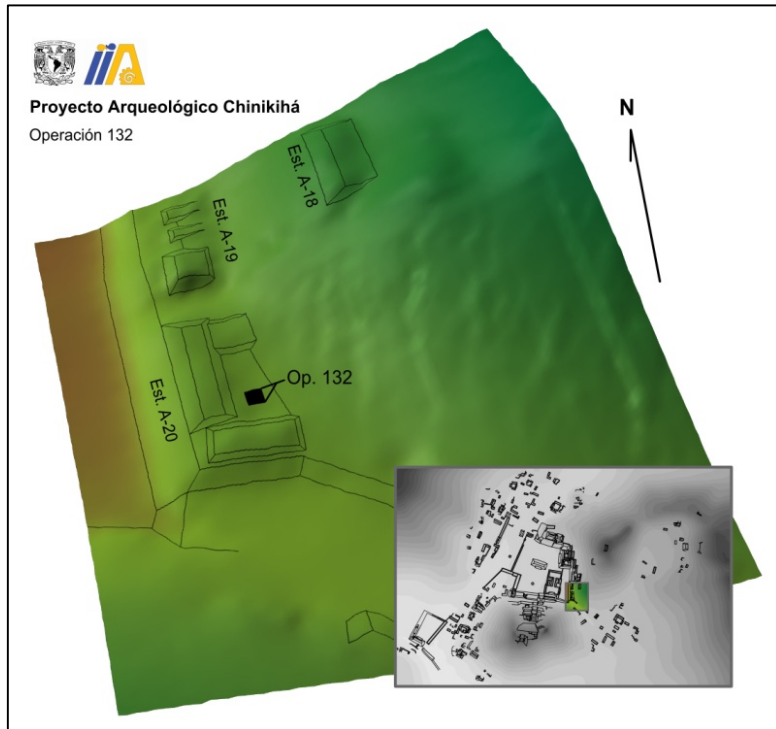 Proyecto Arqueológico Chinikihá
Operación 132
N
Est. A-18
Est. A-19
Op. 132
Est. A-20